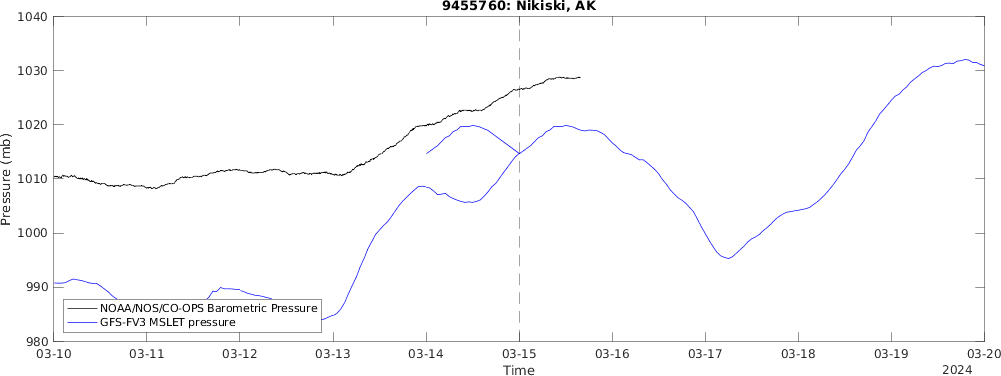 9455760: Nikiski, AK
Pressure (mb)
1040
1030
1020
1010
1000
990
980
NOAA/NOS/CO-OPS Barometric Pressure
GFS-FV3 MSLET pressure
03-10 03-11 03-12 03-13 03-14 03-15 03-16 03-17 03-18 03-19 03-20
Time
2024